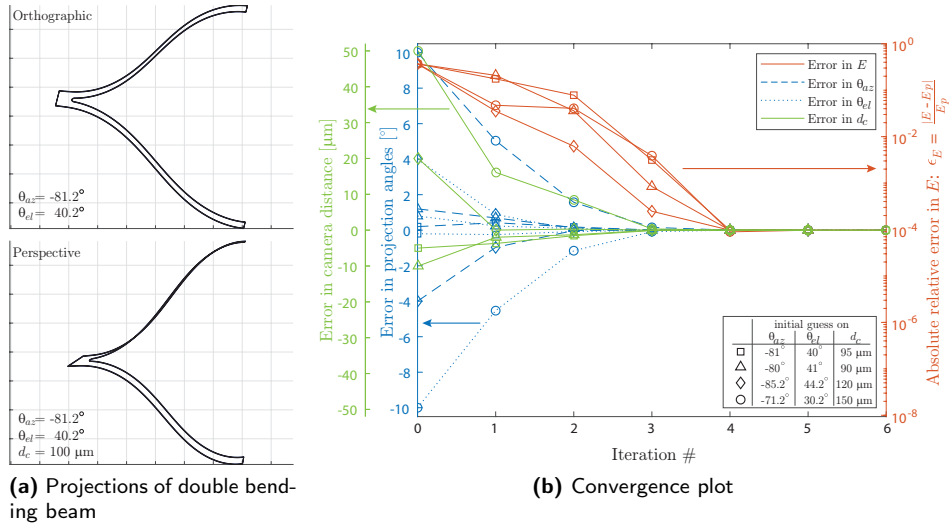 Orthographic
θaz= -81.2°
θel= 40.2°
Perspective
θaz= -81.2°
θel= 40.2°
dc = 100 μm
(a) Projections of double bend-
ing beam
Error in camera distance [μm]
50
40
30
20
10
0
-10
-20
-30
-40
-50
Error in projection angles [°]
10
8
6
4
2
0
-2
-4
-6
-8
-10
0 1 2 3 4 5 6
Iteration #
Error in E
Error in θaz
Error in θel
Error in dc
initial guess on
θaz θel dc
-81° 40° 95 μm
-80° 41° 90 μm
-85.2° 44.2° 120 μm
-71.2° 30.2° 150 μm
10^0
10^-2
10^-4
10^-6
10^-8
Absolute relative error in E: ϵE = |E - Ep| / Ep
(b) Convergence plot